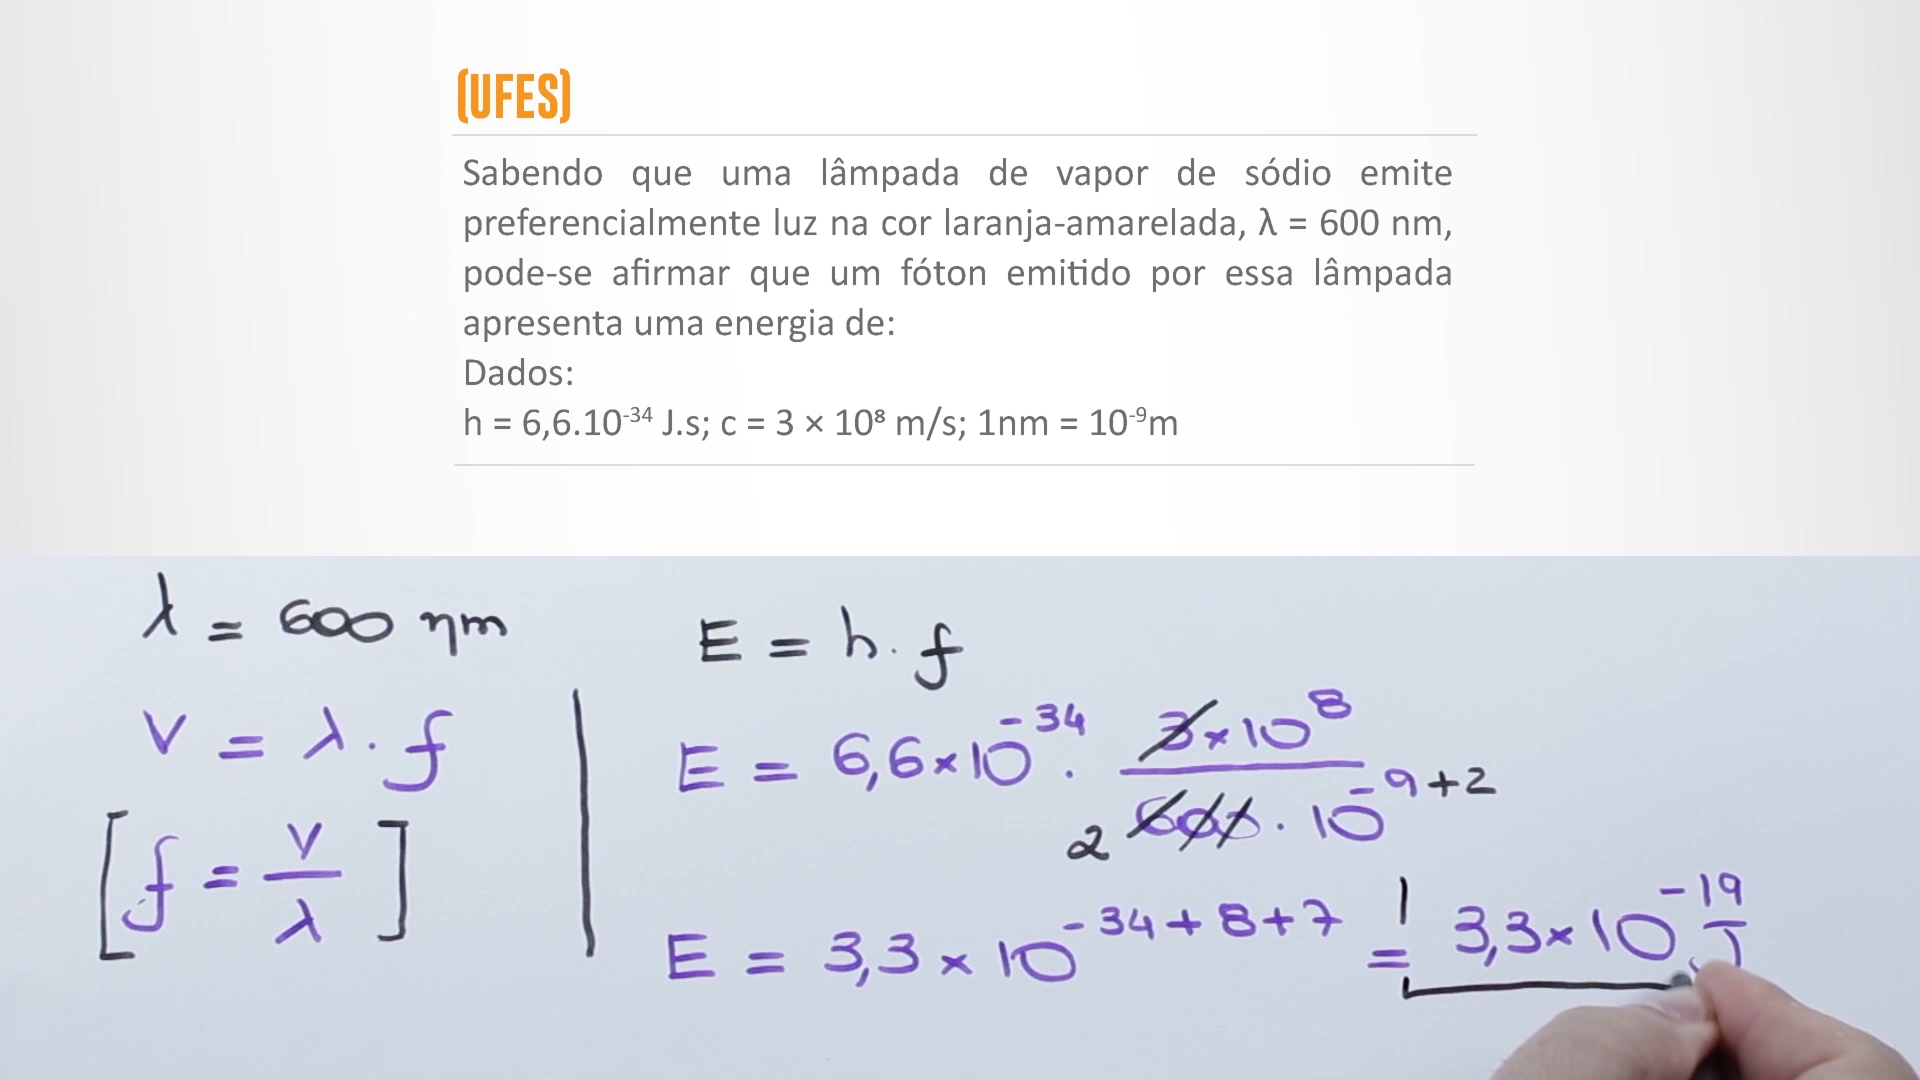 (UFES)
Sabendo que uma lâmpada de vapor de sódio emite
preferencialmente luz na cor laranja-amarelada, λ = 600 nm,
pode-se afirmar que um fóton emitido por essa lâmpada
apresenta uma energia de:
Dados:
h = 6,6.10⁻³⁴ J.s; c = 3 × 10⁸ m/s; 1nm = 10⁻⁹m
λ = 600 ηm
V = λ . f
[f = V/λ]
E = h . f
E = 6,6×10⁻³⁴ . 3×10⁸ / 600 . 10⁻⁹⁺²
2
E = 3,3 × 10⁻³⁴⁺⁸⁺⁷ = 3,3×10⁻¹⁹ J